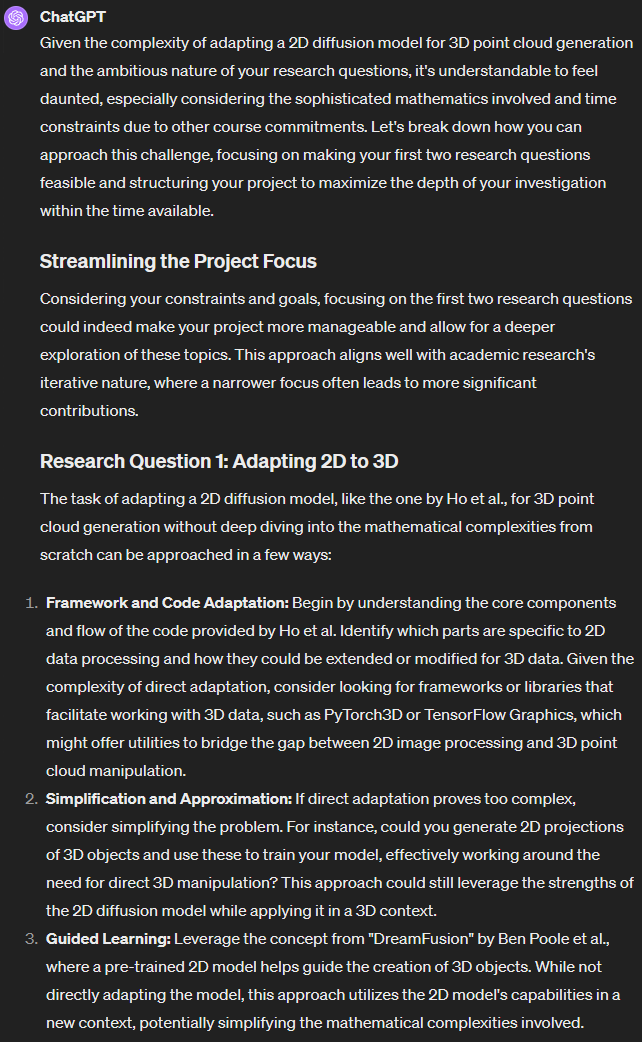 ChatGPT
Given the complexity of adapting a 2D diffusion model for 3D point cloud generation
and the ambitious nature of your research questions, it's understandable to feel
daunted, especially considering the sophisticated mathematics involved and time
constraints due to other course commitments. Let's break down how you can
approach this challenge, focusing on making your first two research questions
feasible and structuring your project to maximize the depth of your investigation
within the time available.
Streamlining the Project Focus
Considering your constraints and goals, focusing on the first two research questions
could indeed make your project more manageable and allow for a deeper
exploration of these topics. This approach aligns well with academic research's
iterative nature, where a narrower focus often leads to more significant
contributions.
Research Question 1: Adapting 2D to 3D
The task of adapting a 2D diffusion model, like the one by Ho et al., for 3D point
cloud generation without deep diving into the mathematical complexities from
scratch can be approached in a few ways:
1. Framework and Code Adaptation: Begin by understanding the core components
and flow of the code provided by Ho et al. Identify which parts are specific to 2D
data processing and how they could be extended or modified for 3D data. Given the
complexity of direct adaptation, consider looking for frameworks or libraries that
facilitate working with 3D data, such as PyTorch3D or TensorFlow Graphics, which
might offer utilities to bridge the gap between 2D image processing and 3D point
cloud manipulation.
2. Simplification and Approximation: If direct adaptation proves too complex,
consider simplifying the problem. For instance, could you generate 2D projections
of 3D objects and use these to train your model, effectively working around the
need for direct 3D manipulation? This approach could still leverage the strengths of
the 2D diffusion model while applying it in a 3D context.
3. Guided Learning: Leverage the concept from "DreamFusion" by Ben Poole et al.,
where a pre-trained 2D model helps guide the creation of 3D objects. While not
directly adapting the model, this approach utilizes the 2D model's capabilities in a
new context, potentially simplifying the mathematical complexities involved.